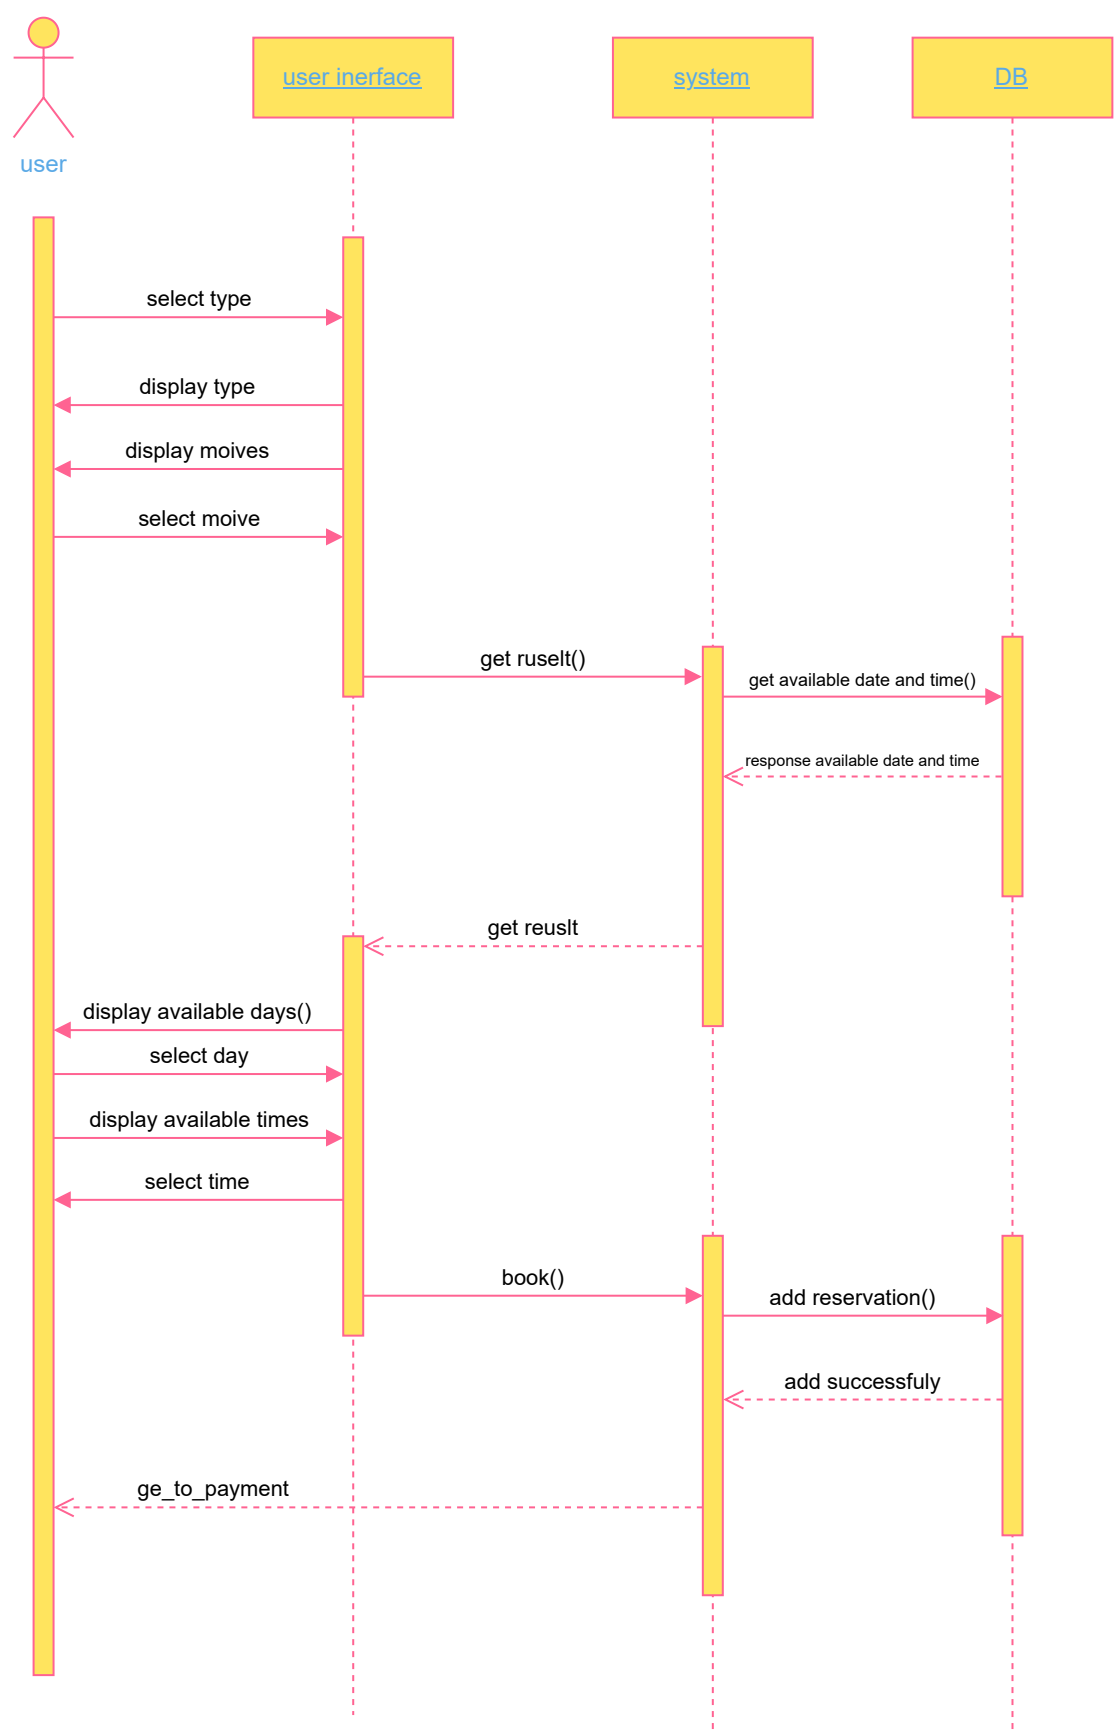 user inerface
system
DB
user
select type
display type
display moives
select moive
get ruselt()
get available date and time()
response available date and time
get reuslt
display available days()
select day
display available times
select time
book()
add reservation()
add successfuly
ge_to_payment